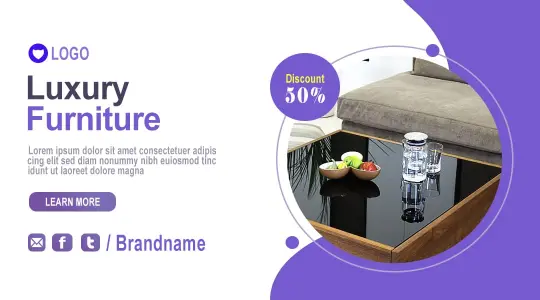 LOGO
Luxury
Furniture
Lorem ipsum dolor sit amet consectetuer adipis
cing elit sed diam nonummy nibh euiosmod tinc
idunt ut laoreet dolore magna
LEARN MORE
/ Brandname
Discount
50%